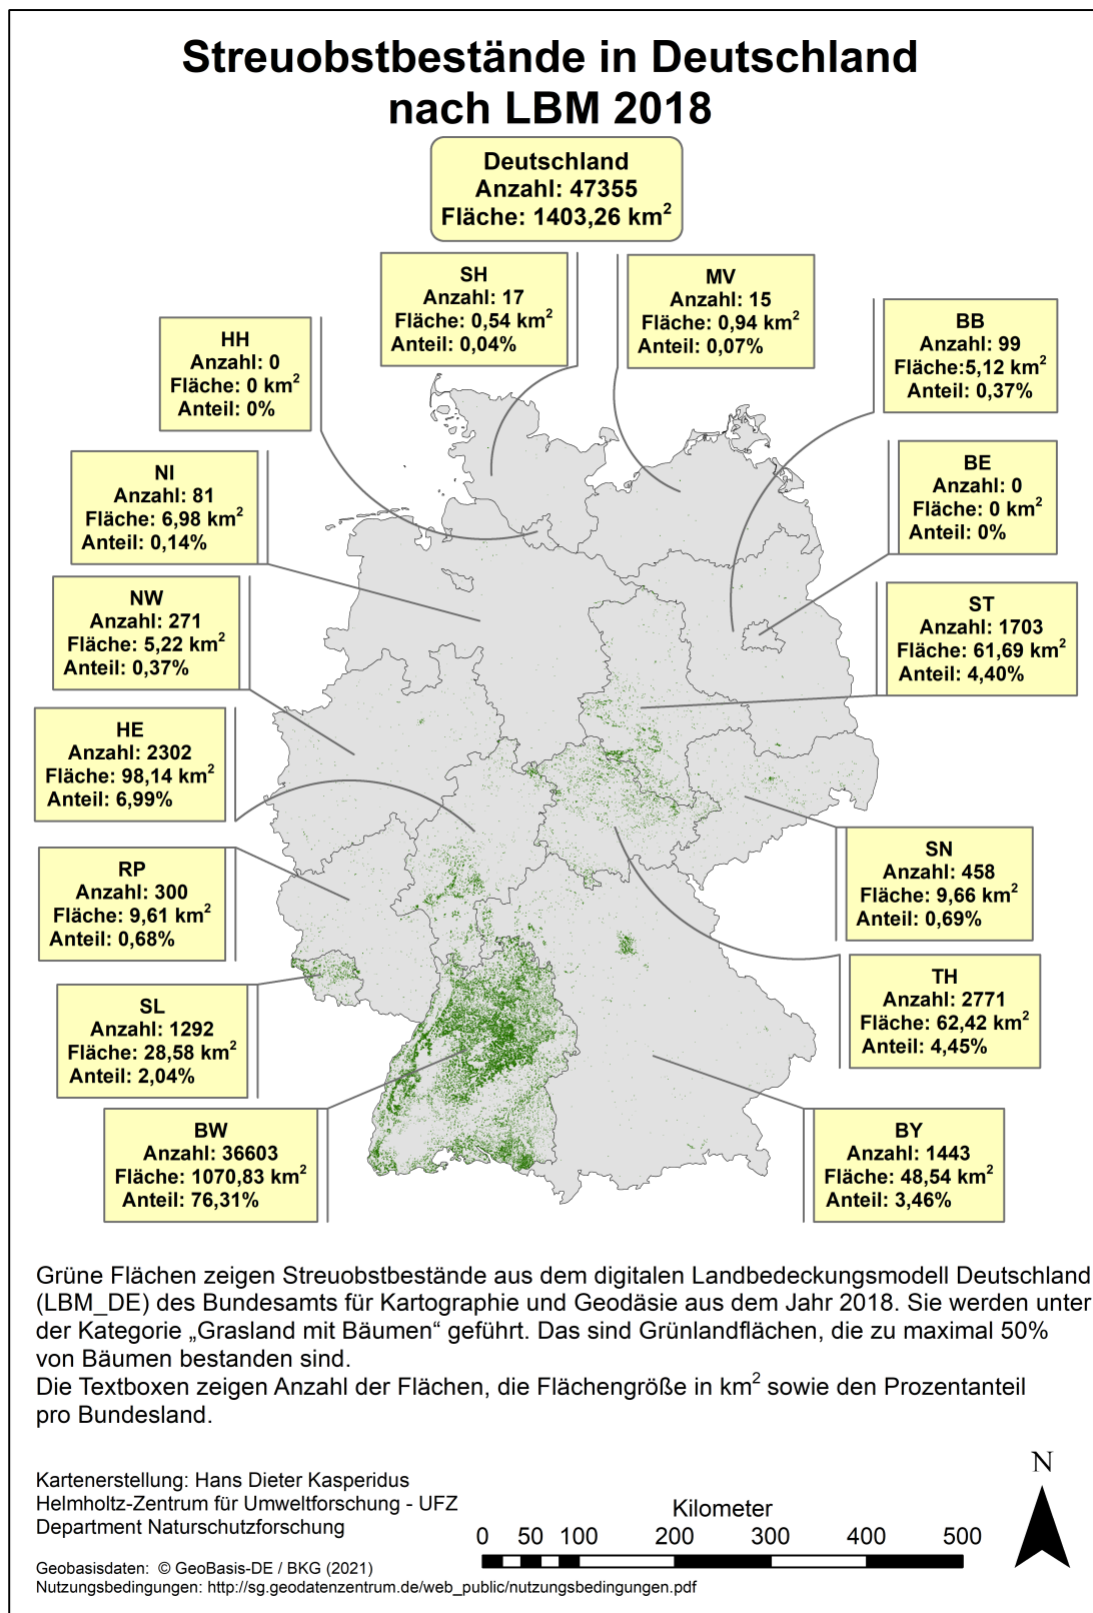 Streuobstbestände in Deutschland
nach LBM 2018
Deutschland
Anzahl: 47355
Fläche: 1403,26 km²
SH
Anzahl: 17
Fläche: 0,54 km²
Anteil: 0,04%
MV
Anzahl: 15
Fläche: 0,94 km²
Anteil: 0,07%
HH
Anzahl: 0
Fläche: 0 km²
Anteil: 0%
BB
Anzahl: 99
Fläche:5,12 km²
Anteil: 0,37%
NI
Anzahl: 81
Fläche: 6,98 km²
Anteil: 0,14%
BE
Anzahl: 0
Fläche: 0 km²
Anteil: 0%
NW
Anzahl: 271
Fläche: 5,22 km²
Anteil: 0,37%
ST
Anzahl: 1703
Fläche: 61,69 km²
Anteil: 4,40%
HE
Anzahl: 2302
Fläche: 98,14 km²
Anteil: 6,99%
RP
Anzahl: 300
Fläche: 9,61 km²
Anteil: 0,68%
SN
Anzahl: 458
Fläche: 9,66 km²
Anteil: 0,69%
SL
Anzahl: 1292
Fläche: 28,58 km²
Anteil: 2,04%
TH
Anzahl: 2771
Fläche: 62,42 km²
Anteil: 4,45%
BW
Anzahl: 36603
Fläche: 1070,83 km²
Anteil: 76,31%
BY
Anzahl: 1443
Fläche: 48,54 km²
Anteil: 3,46%
Grüne Flächen zeigen Streuobstbestände aus dem digitalen Landbedeckungsmodell Deutschland
(LBM_DE) des Bundesamts für Kartographie und Geodäsie aus dem Jahr 2018. Sie werden unter
der Kategorie „Grasland mit Bäumen“ geführt. Das sind Grünlandflächen, die zu maximal 50%
von Bäumen bestanden sind.
Die Textboxen zeigen Anzahl der Flächen, die Flächengröße in km² sowie den Prozentanteil
pro Bundesland.
Kartenerstellung: Hans Dieter Kasperidus
Helmholtz-Zentrum für Umweltforschung - UFZ
Department Naturschutzforschung
Geobasisdaten: © GeoBasis-DE / BKG (2021)
Nutzungsbedingungen: http://sg.geodatenzentrum.de/web_public/nutzungsbedingungen.pdf
Kilometer
0 50 100 200 300 400 500
N